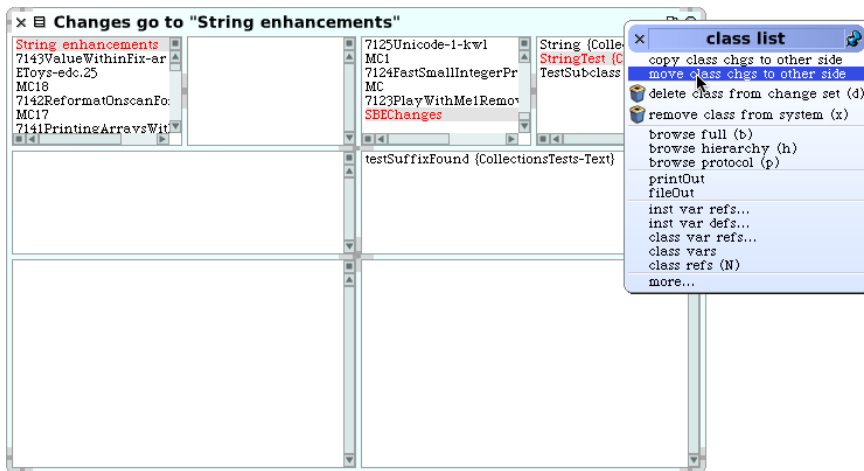 Changes go to "String enhancements"
String enhancements
7143ValueWithinFix-ar
EToys-edc.25
MC18
7142ReformatOnscanFo
MC17
7141PrintingArraysWit
7125Unicode-1-kwl
MC1
7124FastSmallIntegerPr
MC
7123PlayWithMe1Remov
SBEChanges
String {Colle
StringTest {C
TestSubclass
testSuffixFound {CollectionsTests-Text}
class list
copy class chgs to other side
move class chgs to other side
delete class from change set (d)
remove class from system (x)
browse full (b)
browse hierarchy (h)
browse protocol (p)
printOut
fileOut
inst var refs...
inst var defs...
class var refs...
class vars
class refs (N)
more...